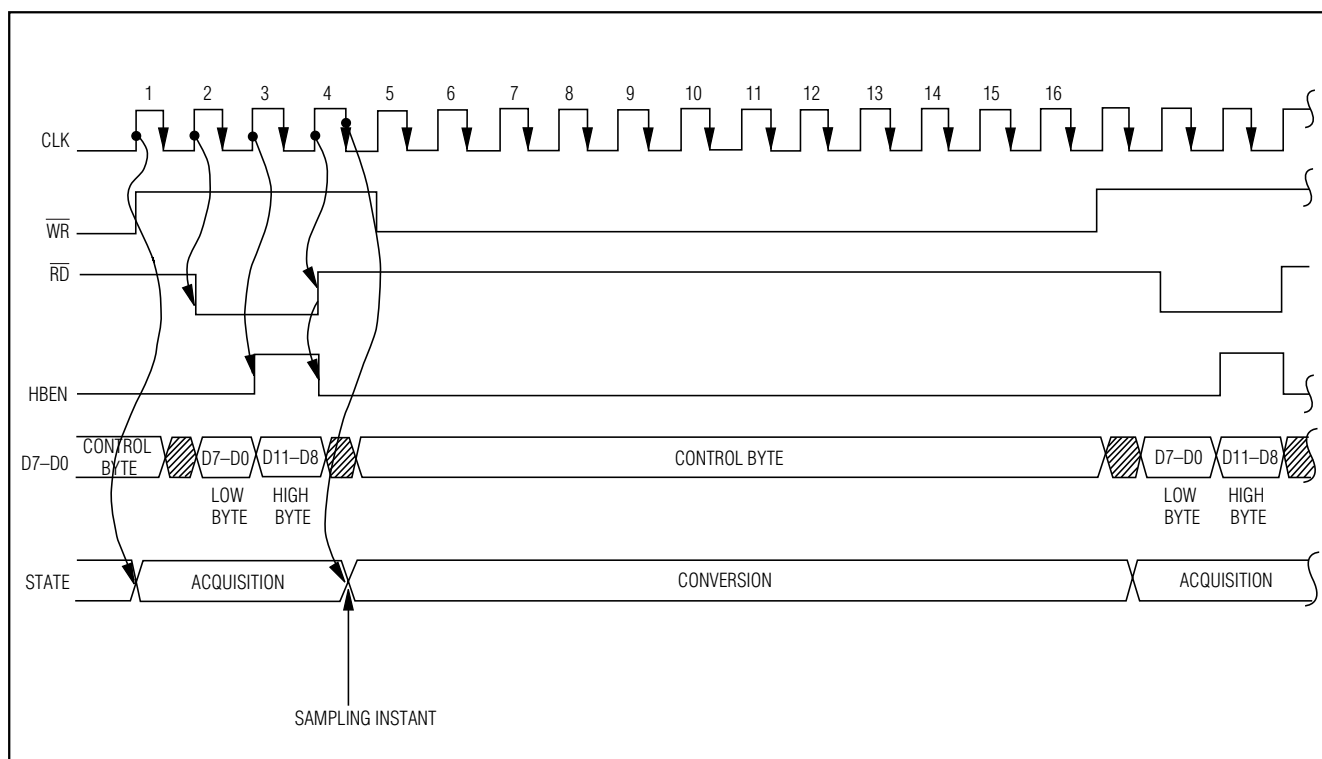 1 2 3 4 5 6 7 8 9 10 11 12 13 14 15 16
CLK
WR
RD
HBEN
D7–D0
CONTROL
BYTE
D7–D0
D11–D8
CONTROL BYTE
D7–D0
D11–D8
LOW
BYTE
HIGH
BYTE
LOW
BYTE
HIGH
BYTE
STATE
ACQUISITION
CONVERSION
ACQUISITION
SAMPLING INSTANT